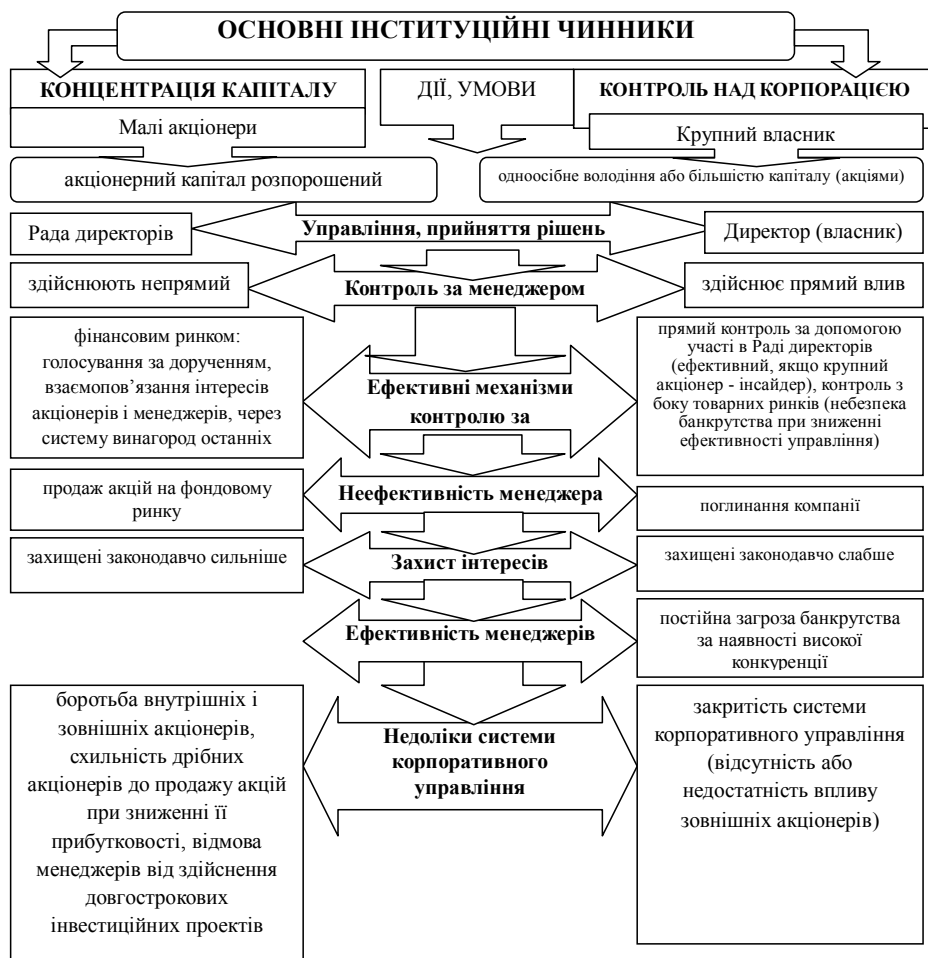 ОСНОВНІ ІНСТИТУЦІЙНІ ЧИННИКИ
КОНЦЕНТРАЦІЯ КАПІТАЛУ
ДІЇ, УМОВИ
КОНТРОЛЬ НАД КОРПОРАЦІЄЮ
Малі акціонери
Крупний власник
акціонерний капітал розпорошений
одноосібне володіння або більшістю капіталу (акціями)
Рада директорів
Управління, прийняття рішень
Директор (власник)
здійснюють непрямий
Контроль за менеджером
здійснює прямий влив
фінансовим ринком:
голосування за дорученням,
взаємопов’язання інтересів
акціонерів і менеджерів, через
систему винагород останніх
Ефективні механізми
контролю за
прямий контроль за допомогою
участі в Раді директорів
(ефективний, якщо крупний
акціонер - інсайдер), контроль з
боку товарних ринків (небезпека
банкрутства при зниженні
ефективності управління)
продаж акцій на фондовому
ринку
Неефективність менеджера
поглинання компанії
захищені законодавчо сильніше
Захист інтересів
захищені законодавчо слабше
Ефективність менеджерів
постійна загроза банкрутства
за наявності високої
конкуренції
боротьба внутрішніх і
зовнішніх акціонерів,
схильність дрібних
акціонерів до продажу акцій
при зниженні її
прибутковості, відмова
менеджерів від здійснення
довгострокових
інвестиційних проектів
Недоліки системи
корпоративного
управління
закритість системи
корпоративного управління
(відсутність або
недостатність впливу
зовнішніх акціонерів)